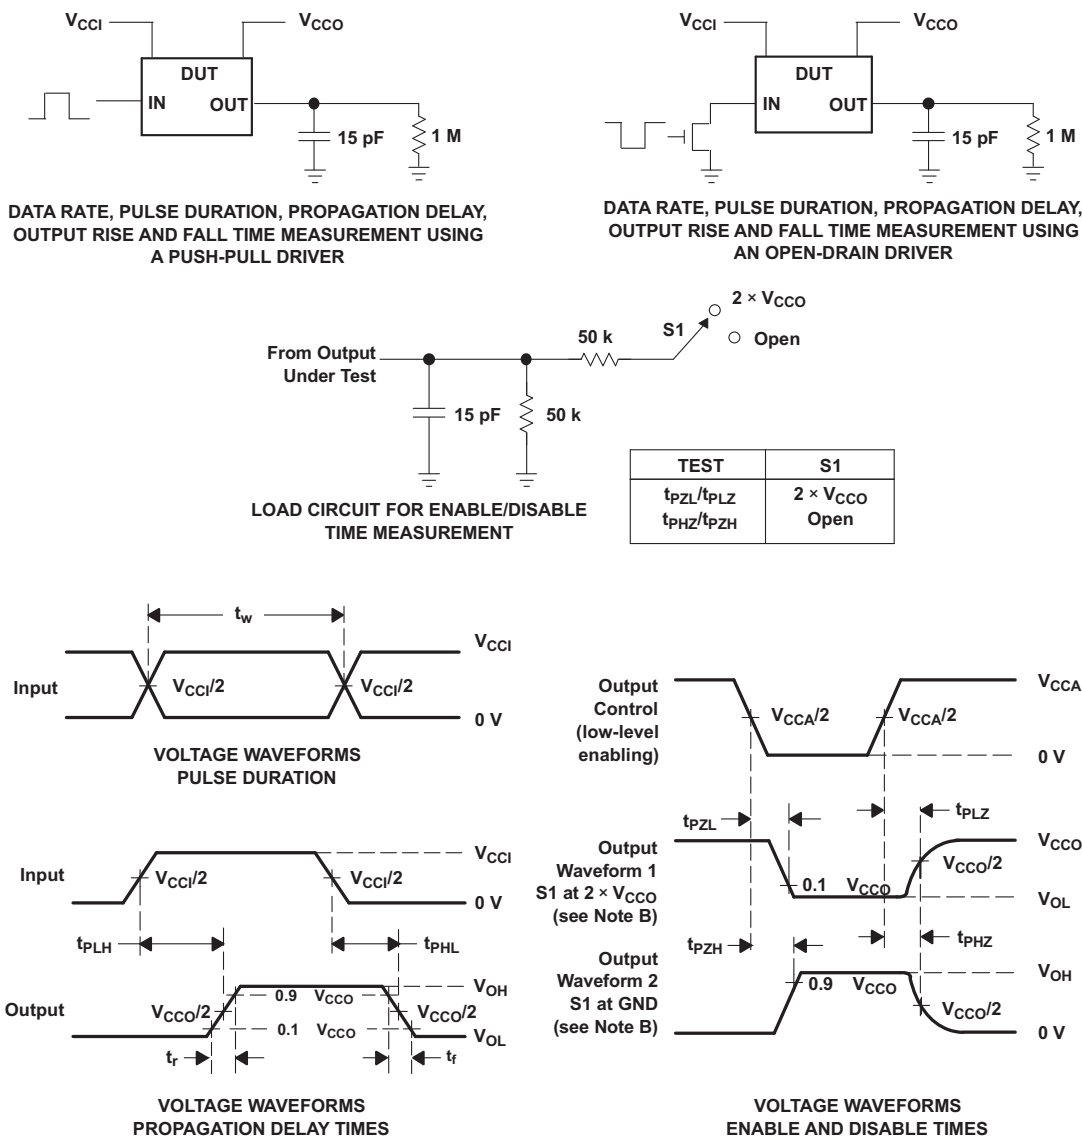 VCCI VCCO
DUT
IN OUT
15 pF 1 M
DATA RATE, PULSE DURATION, PROPAGATION DELAY,
OUTPUT RISE AND FALL TIME MEASUREMENT USING
A PUSH-PULL DRIVER
VCCI VCCO
DUT
IN OUT
15 pF 1 M
DATA RATE, PULSE DURATION, PROPAGATION DELAY,
OUTPUT RISE AND FALL TIME MEASUREMENT USING
AN OPEN-DRAIN DRIVER
2 × VCCO
S1
Open
50 k
From Output
Under Test
15 pF 50 k
LOAD CIRCUIT FOR ENABLE/DISABLE
TIME MEASUREMENT
TEST S1
tPZL/tPLZ 2 × VCCO
tPHZ/tPZH Open
tw
VCCI
Input VCCI/2 VCCI/2
0 V
VOLTAGE WAVEFORMS
PULSE DURATION
VCCI
Input VCCI/2 VCCI/2
0 V
tPLH tPHL
VOH
0.9 VCCO
Output VCCO/2 VCCO/2
0.1 VCCO
VOL
tr tf
VOLTAGE WAVEFORMS
PROPAGATION DELAY TIMES
Output
Control
(low-level
enabling)
VCCA
VCCA/2 VCCA/2
0 V
tPZL tPLZ
Output
Waveform 1
S1 at 2 × VCCO
(see Note B)
VCCO
VCCO/2
0.1 VCCO
VOL
tPZH tPHZ
Output
Waveform 2
S1 at GND
(see Note B)
VOH
0.9 VCCO
VCCO/2
0 V
VOLTAGE WAVEFORMS
ENABLE AND DISABLE TIMES